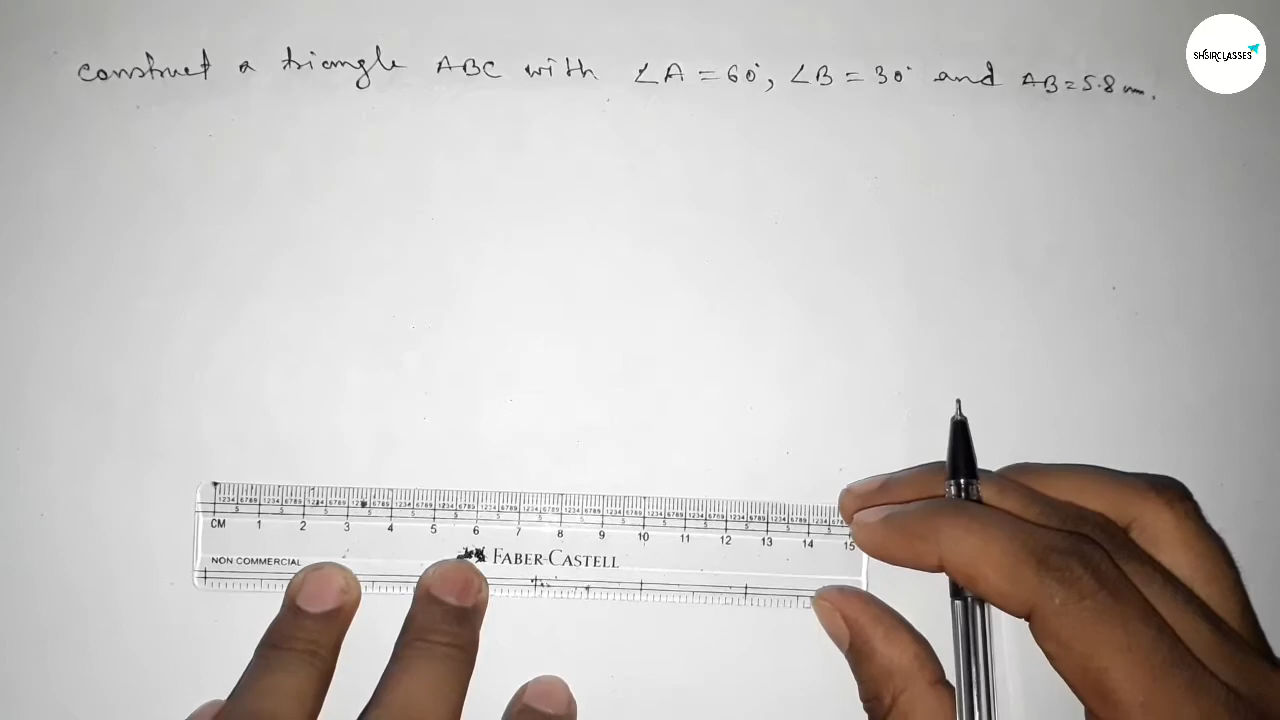 construct a triangle ABC with ∠A = 60°, ∠B = 30° and AB = 5.8 cm.
SHSIRCLASSES
CM 1 2 3 4 5 6 7 8 9 10 11 12 13 14 15
FABER-CASTELL
NON COMMERCIAL